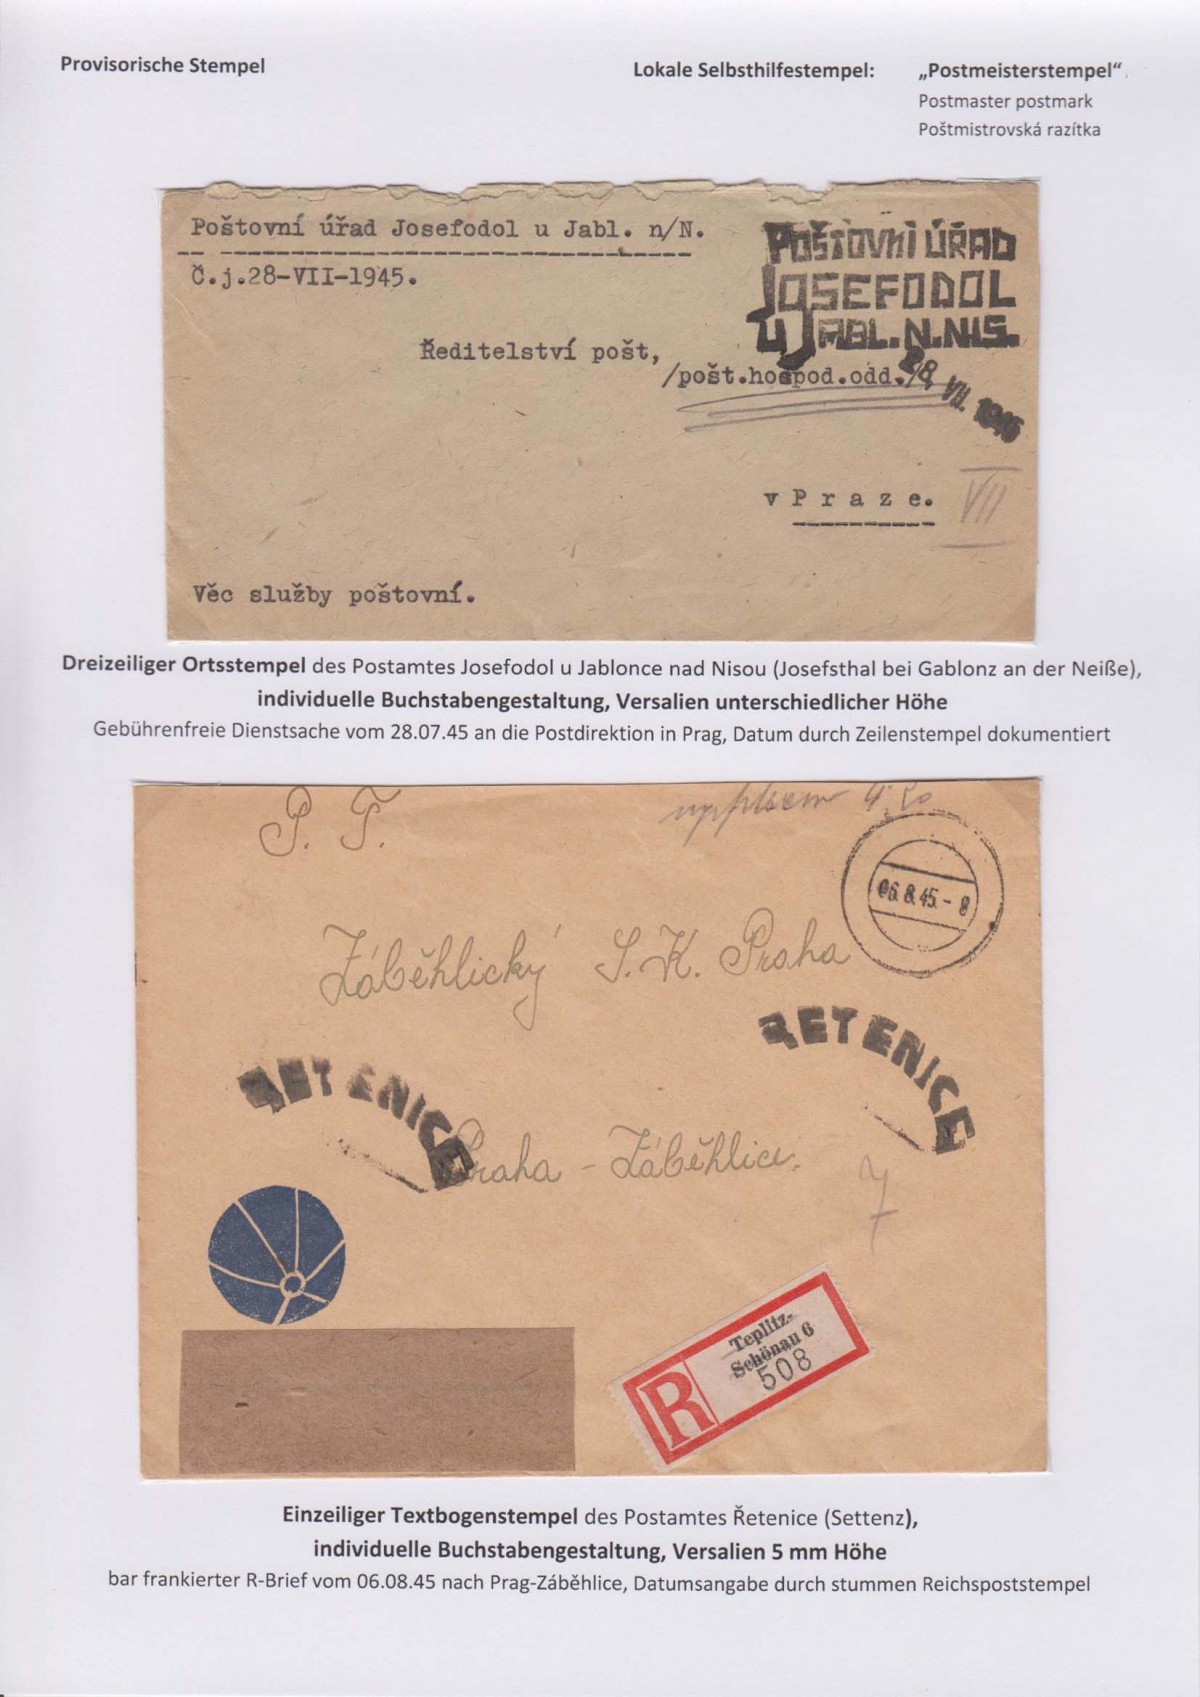 Provisorische Stempel
Lokale Selbsthilfestempel: „Postmeisterstempel“
Postmaster postmark
Poštmistrovská razítka
Poštovní úřad Josefodol u Jabl. n/N.
Č.j.28-VII-1945.
POŠTOVNI ÚŘAD
JOSEFODOL
U JABL. N. NIS.
28. VII. 1945
Ředitelství pošt,
/pošt.hospod.odd./
v P r a z e.
VII
Věc služby poštovní.
Dreizeiliger Ortsstempel des Postamtes Josefodol u Jablonce nad Nisou (Josefsthal bei Gablonz an der Neiße),
individuelle Buchstabengestaltung, Versalien unterschiedlicher Höhe
Gebührenfreie Dienstsache vom 28.07.45 an die Postdirektion in Prag, Datum durch Zeilenstempel dokumentiert
P. T.
06.8.45.-8
Záběhlický S. K. Praha
ŘETENICE
ŘETENICE
Praha - Záběhlice.
7
R
Teplitz-
Schönau 6
508
Einzeiliger Textbogenstempel des Postamtes Řetenice (Settenz),
individuelle Buchstabengestaltung, Versalien 5 mm Höhe
bar frankierter R-Brief vom 06.08.45 nach Prag-Záběhlice, Datumsangabe durch stummen Reichspoststempel